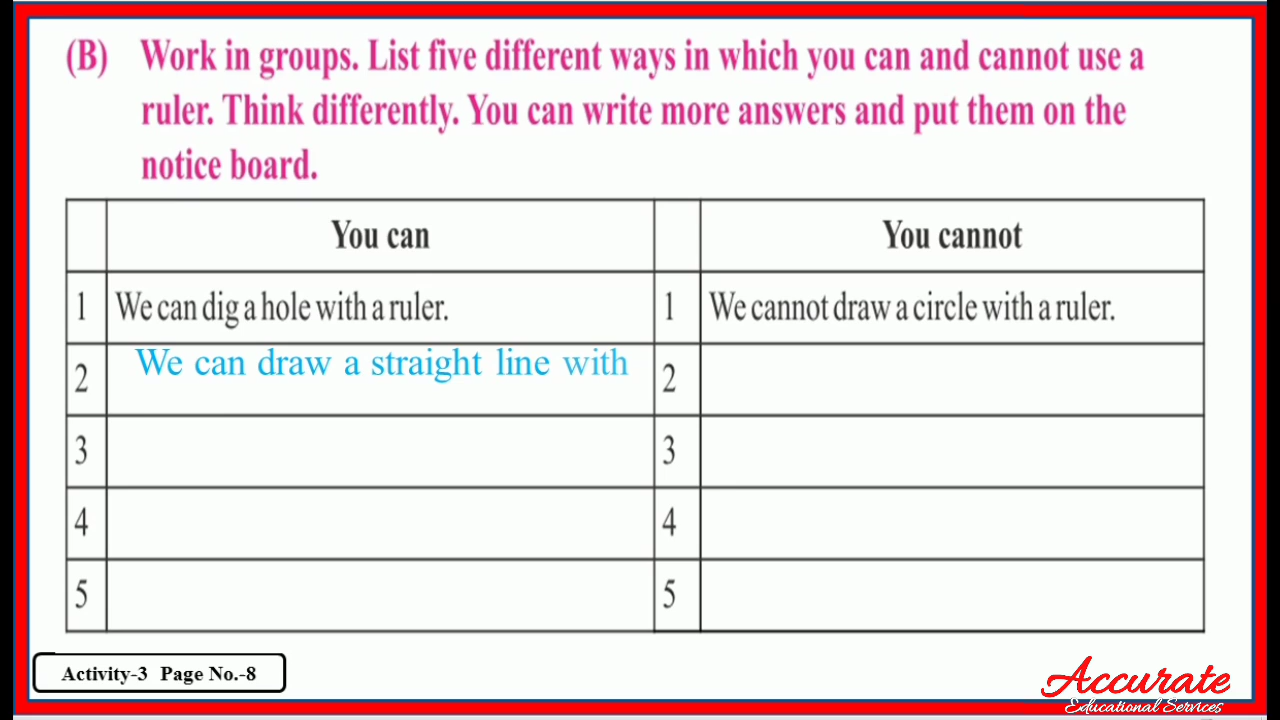 (B) Work in groups. List five different ways in which you can and cannot use a
ruler. Think differently. You can write more answers and put them on the
notice board.
You can You cannot
1 We can dig a hole with a ruler. 1 We cannot draw a circle with a ruler.
2 We can draw a straight line with 2
3 3
4 4
5 5
Activity-3 Page No.-8
Accurate
Educational Services